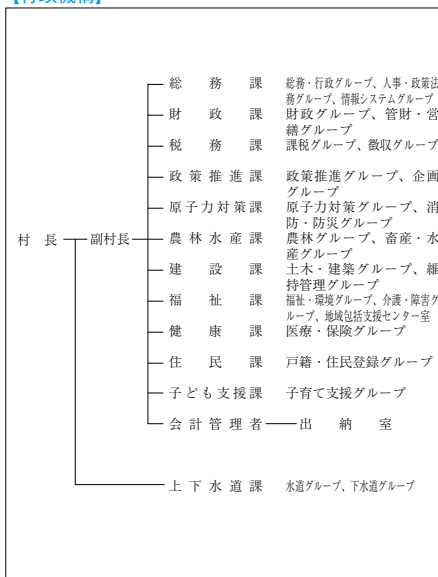 【行政機構】
総務課 総務・行政グループ、人事・政策法
務グループ、情報システムグループ
財政課 財政グループ、管財・営
繕グループ
税務課 課税グループ、徴収グループ
政策推進課 政策推進グループ、企画
グループ
原子力対策課 原子力対策グループ、消
防・防災グループ
村長 副村長 農林水産課 農林グループ、畜産・水
産グループ
建設課 土木・建築グループ、維
持管理グループ
福祉課 福祉・環境グループ、介護・障害グ
ループ、地域包括支援センター室
健康課 医療・保険グループ
住民課 戸籍・住民登録グループ
子ども支援課 子育て支援グループ
会計管理者 出納室
上下水道課 水道グループ、下水道グループ